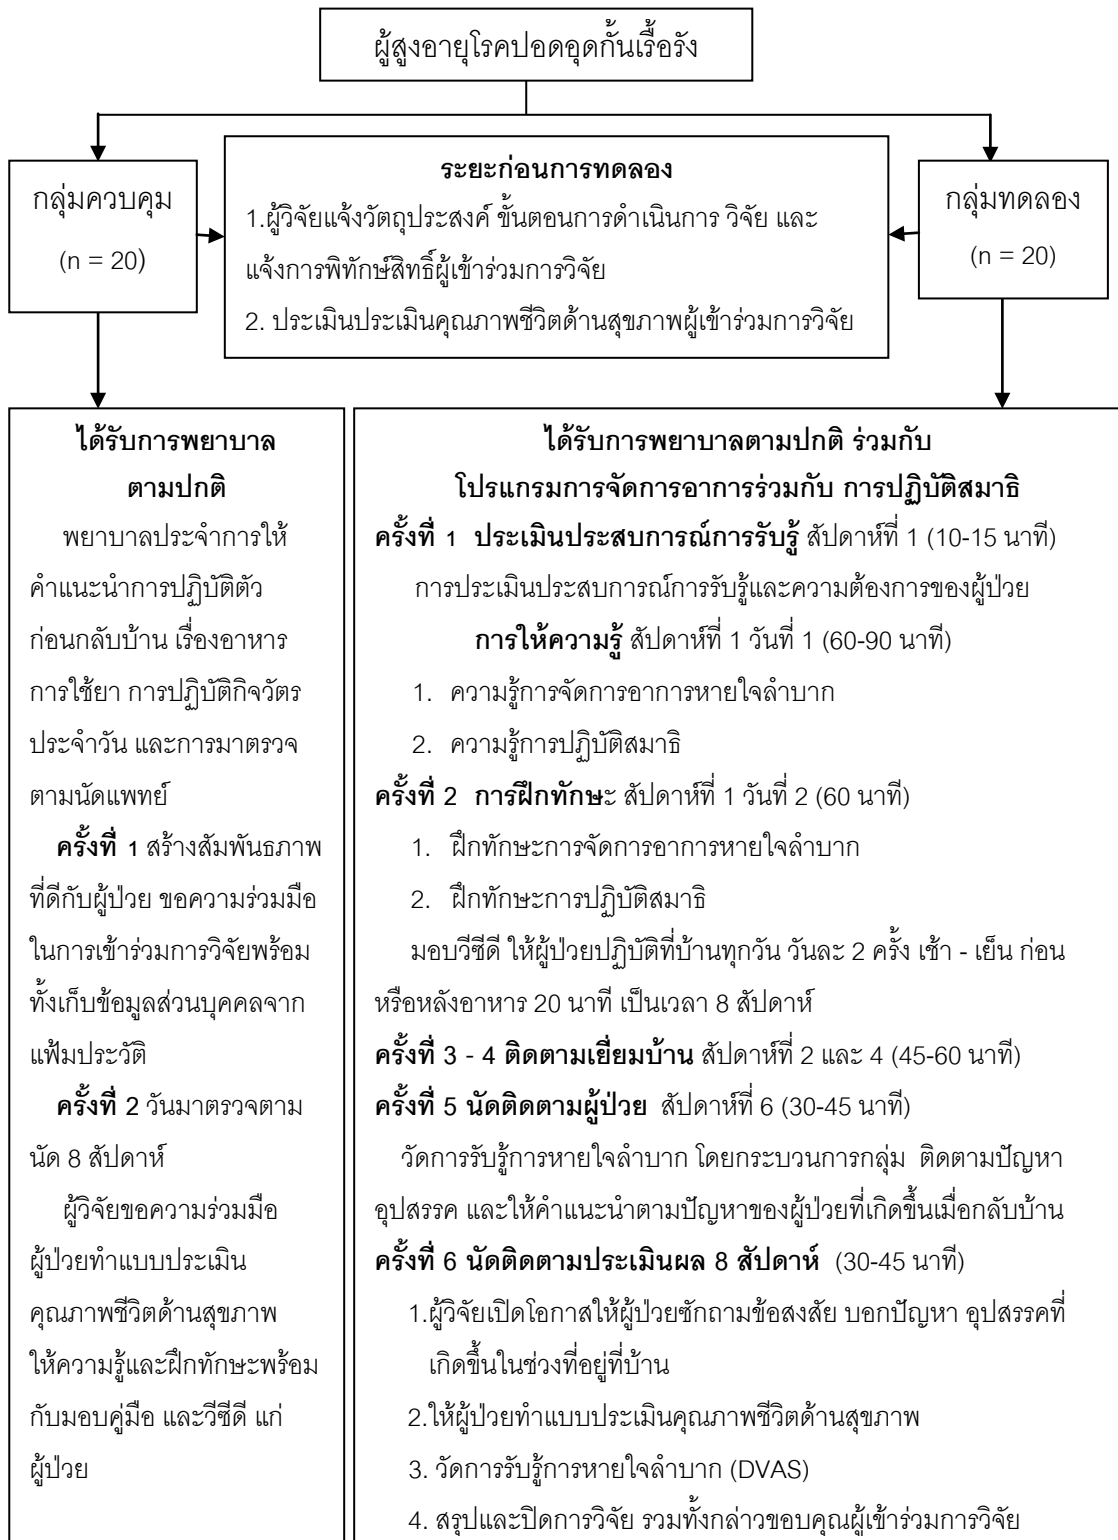 ผู้สูงอายุโรคปอดอุดกั้นเรื้อรัง
กลุ่มควบคุม
(n = 20)
ระยะก่อนการทดลอง
1.ผู้วิจัยแจ้งวัตถุประสงค์ ขั้นตอนการดำเนินการ วิจัย และ
แจ้งการพิทักษ์สิทธิ์ผู้เข้าร่วมการวิจัย
2. ประเมินประเมินคุณภาพชีวิตด้านสุขภาพผู้เข้าร่วมการวิจัย
กลุ่มทดลอง
(n = 20)
ได้รับการพยาบาล
ตามปกติ
พยาบาลประจำการให้
คำแนะนำการปฏิบัติตัว
ก่อนกลับบ้าน เรื่องอาหาร
การใช้ยา การปฏิบัติกิจวัตร
ประจำวัน และการมาตรวจ
ตามนัดแพทย์
ครั้งที่ 1 สร้างสัมพันธภาพ
ที่ดีกับผู้ป่วย ขอความร่วมมือ
ในการเข้าร่วมการวิจัยพร้อม
ทั้งเก็บข้อมูลส่วนบุคคลจาก
แฟ้มประวัติ
ครั้งที่ 2 วันมาตรวจตาม
นัด 8 สัปดาห์
ผู้วิจัยขอความร่วมมือ
ผู้ป่วยทำแบบประเมิน
คุณภาพชีวิตด้านสุขภาพ
ให้ความรู้และฝึกทักษะพร้อม
กับมอบคู่มือ และวีซีดี แก่
ผู้ป่วย
ได้รับการพยาบาลตามปกติ ร่วมกับ
โปรแกรมการจัดการอาการร่วมกับ การปฏิบัติสมาธิ
ครั้งที่ 1 ประเมินประสบการณ์การรับรู้ สัปดาห์ที่ 1 (10-15 นาที)
การประเมินประสบการณ์การรับรู้และความต้องการของผู้ป่วย
การให้ความรู้ สัปดาห์ที่ 1 วันที่ 1 (60-90 นาที)
1. ความรู้การจัดการอาการหายใจลำบาก
2. ความรู้การปฏิบัติสมาธิ
ครั้งที่ 2 การฝึกทักษะ สัปดาห์ที่ 1 วันที่ 2 (60 นาที)
1. ฝึกทักษะการจัดการอาการหายใจลำบาก
2. ฝึกทักษะการปฏิบัติสมาธิ
มอบวีซีดี ให้ผู้ป่วยปฏิบัติที่บ้านทุกวัน วันละ 2 ครั้ง เช้า - เย็น ก่อน
หรือหลังอาหาร 20 นาที เป็นเวลา 8 สัปดาห์
ครั้งที่ 3 - 4 ติดตามเยี่ยมบ้าน สัปดาห์ที่ 2 และ 4 (45-60 นาที)
ครั้งที่ 5 นัดติดตามผู้ป่วย สัปดาห์ที่ 6 (30-45 นาที)
วัดการรับรู้การหายใจลำบาก โดยกระบวนการกลุ่ม ติดตามปัญหา
อุปสรรค และให้คำแนะนำตามปัญหาของผู้ป่วยที่เกิดขึ้นเมื่อกลับบ้าน
ครั้งที่ 6 นัดติดตามประเมินผล 8 สัปดาห์ (30-45 นาที)
1.ผู้วิจัยเปิดโอกาสให้ผู้ป่วยซักถามข้อสงสัย บอกปัญหา อุปสรรคที่
เกิดขึ้นในช่วงที่อยู่ที่บ้าน
2.ให้ผู้ป่วยทำแบบประเมินคุณภาพชีวิตด้านสุขภาพ
3. วัดการรับรู้การหายใจลำบาก (DVAS)
4. สรุปและปิดการวิจัย รวมทั้งกล่าวขอบคุณผู้เข้าร่วมการวิจัย